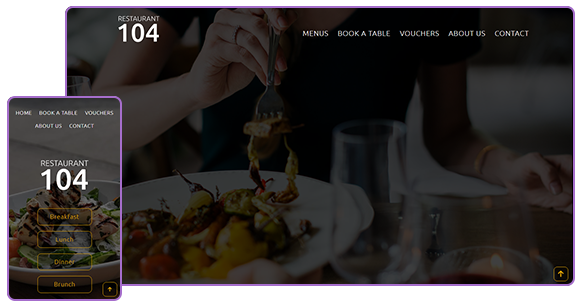 RESTAURANT
104
MENUS BOOK A TABLE VOUCHERS ABOUT US CONTACT
HOME BOOK A TABLE VOUCHERS
ABOUT US CONTACT
RESTAURANT
104
Breakfast
Lunch
Dinner
Brunch